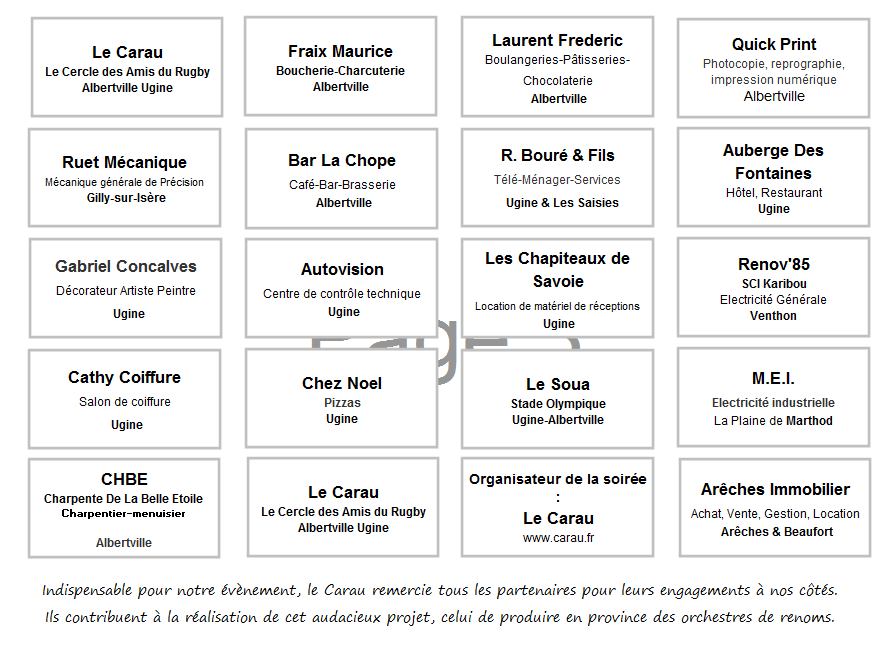 Le Carau
Le Cercle des Amis du Rugby
Albertville Ugine
Fraix Maurice
Boucherie-Charcuterie
Albertville
Laurent Frederic
Boulangeries-Pâtisseries-
Chocolaterie
Albertville
Quick Print
Photocopie, reprographie,
impression numérique
Albertville
Ruet Mécanique
Mécanique générale de Précision
Gilly-sur-Isère
Bar La Chope
Café-Bar-Brasserie
Albertville
R. Bouré & Fils
Télé-Ménager-Services
Ugine & Les Saisies
Auberge Des
Fontaines
Hôtel, Restaurant
Ugine
Gabriel Concalves
Décorateur Artiste Peintre
Ugine
Autovision
Centre de contrôle technique
Ugine
Les Chapiteaux de
Savoie
Location de matériel de réceptions
Ugine
Renov'85
SCI Karibou
Electricité Générale
Venthon
Cathy Coiffure
Salon de coiffure
Ugine
Chez Noel
Pizzas
Ugine
Le Soua
Stade Olympique
Ugine-Albertville
M.E.I.
Electricité industrielle
La Plaine de Marthod
CHBE
Charpente De La Belle Etoile
Charpentier-menuisier
Albertville
Le Carau
Le Cercle des Amis du Rugby
Albertville Ugine
Organisateur de la soirée
:
Le Carau
www.carau.fr
Arêches Immobilier
Achat, Vente, Gestion, Location
Arêches & Beaufort
Indispensable pour notre évènement, le Carau remercie tous les partenaires pour leurs engagements à nos côtés.
Ils contribuent à la réalisation de cet audacieux projet, celui de produire en province des orchestres de renoms.